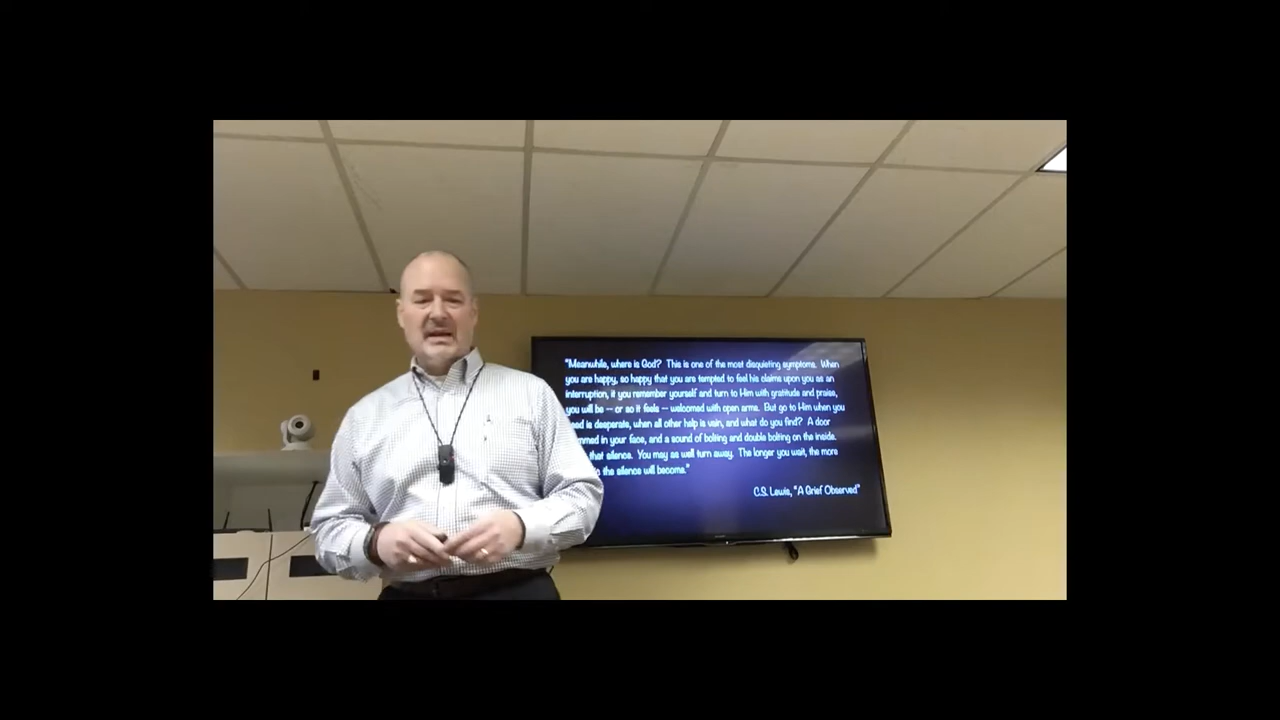 "Meanwhile, where is God? This is one of the most disquieting symptoms. When
you are happy, so happy that you are tempted to feel his claims upon you as an
interruption, if you remember yourself and turn to Him with gratitude and praise,
you will be -- or so it feels -- welcomed with open arms. But go to Him when you
is desperate, when all other help is vain, and what do you find? A door
in your face, and a sound of bolting and double bolting on the inside.
that silence. You may as well turn away. The longer you wait, the more
the silence will become."
C.S. Lewis, "A Grief Observed"